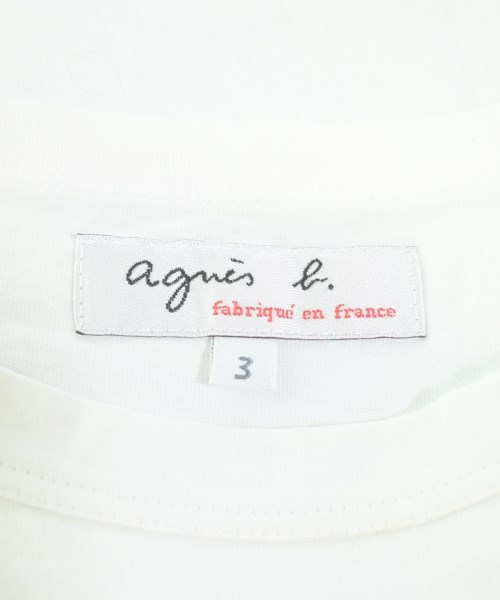 agnès b.
fabriqué en france
3